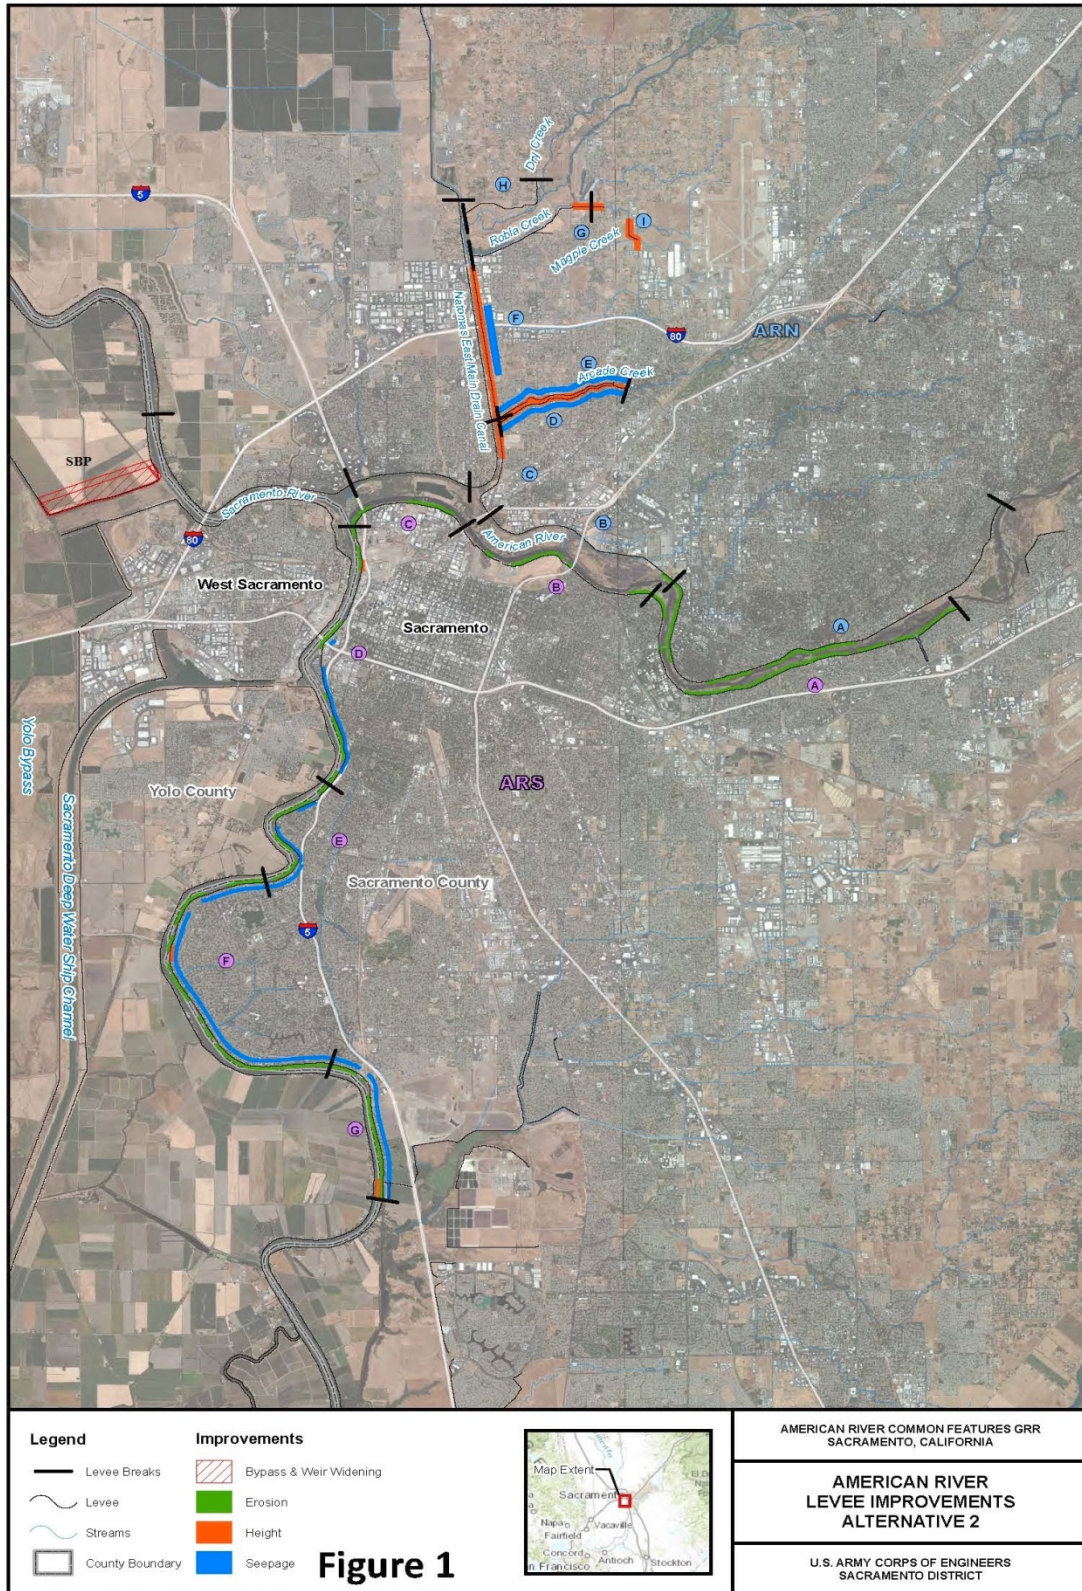 5
H
Dry Creek
Robla Creek
G
I
Magpie Creek
Natomas East Main Drain Canal
F
80
ARN
E
Arcade Creek
D
SBP
C
Sacramento River
C
American River
B
80
West Sacramento
B
Sacramento
A
D
A
Yolo Bypass
Sacramento Deep Water Ship Channel
Yolo County
ARS
E
Sacramento County
5
F
G
Legend
Levee Breaks
Levee
Streams
County Boundary
Improvements
Bypass & Weir Widening
Erosion
Height
Seepage
Figure 1
Map Extent
Sacramento
Napa
Vacaville
Fairfield
Concord
Antioch
Stockton
n Francisco
AMERICAN RIVER COMMON FEATURES GRR
SACRAMENTO, CALIFORNIA
AMERICAN RIVER
LEVEE IMPROVEMENTS
ALTERNATIVE 2
U.S. ARMY CORPS OF ENGINEERS
SACRAMENTO DISTRICT